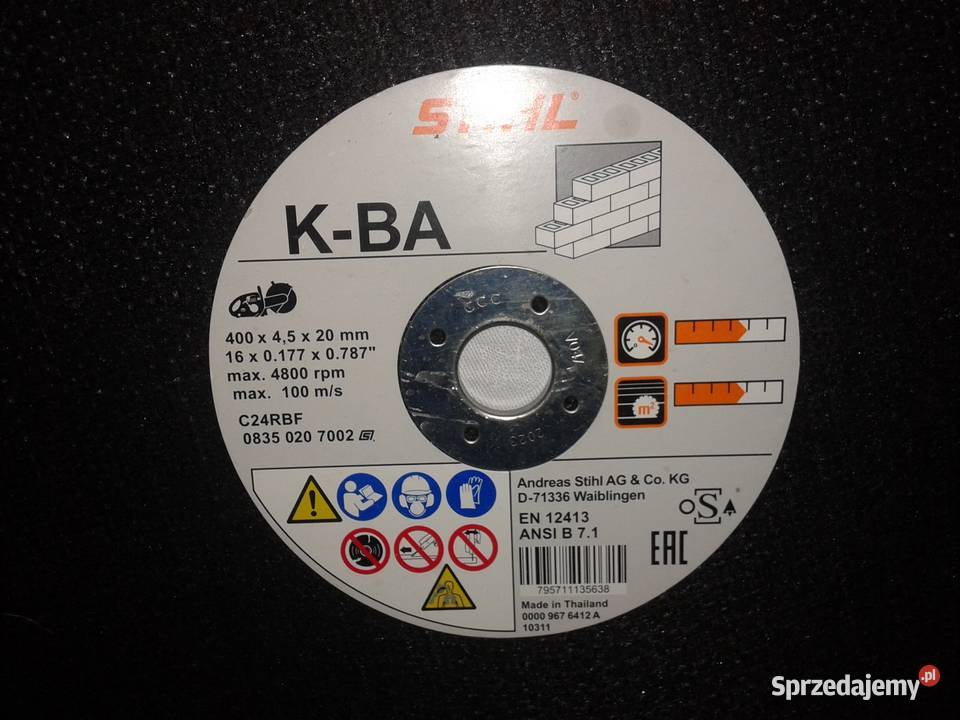 STIHL®
K-BA
400 x 4,5 x 20 mm
16 x 0.177 x 0.787"
max. 4800 rpm
max. 100 m/s
C24RBF
0835 020 7002
m²
Andreas Stihl AG & Co. KG
D-71336 Waiblingen
EN 12413
ANSI B 7.1
S
EAC
795711135638
Made in Thailand
0000 967 6412 A
10311
2023
Sprzedajemy.pl